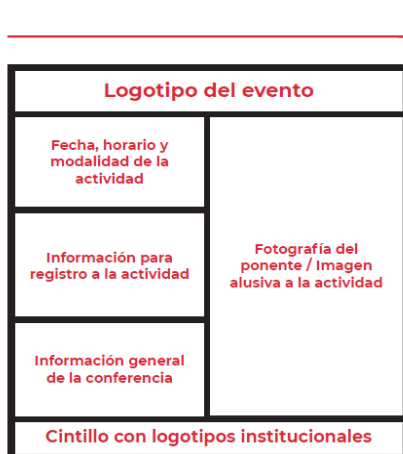 Logotipo del evento
Fecha, horario y
modalidad de la
actividad
Información para
registro a la actividad
Información general
de la conferencia
Fotografía del
ponente / Imagen
alusiva a la actividad
Cintillo con logotipos institucionales